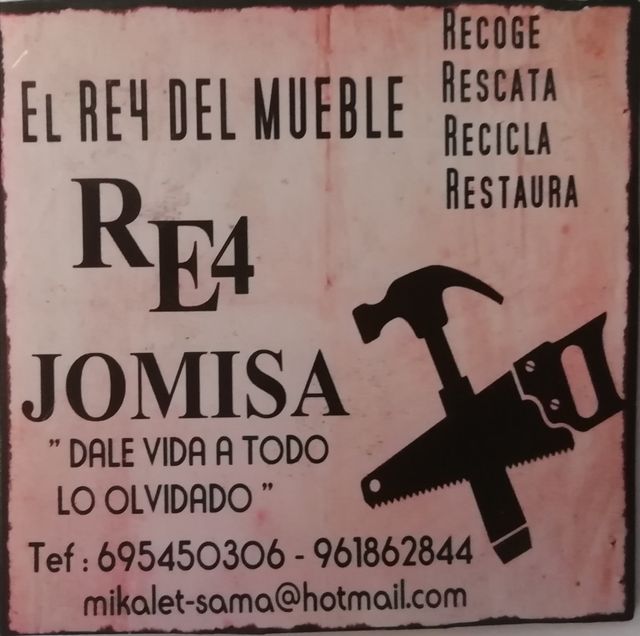 EL RE4 DEL MUEBLE
RECOGE
RESCATA
RECICLA
RESTAURA
RE4
JOMISA
" DALE VIDA A TODO
LO OLVIDADO "
Tef : 695450306 - 961862844
mikalet-sama@hotmail.com